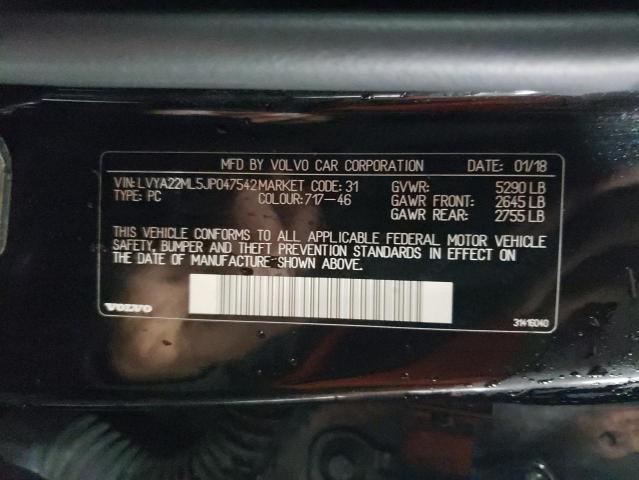 MFD BY VOLVO CAR CORPORATION DATE: 01/18
VIN:LVYA22ML5JP047542 MARKET CODE: 31 GVWR: 5290 LB
TYPE: PC COLOUR:717-46 GAWR FRONT: 2645 LB
GAWR REAR: 2755 LB
THIS VEHICLE CONFORMS TO ALL APPLICABLE FEDERAL MOTOR VEHICLE
SAFETY, BUMPER AND THEFT PREVENTION STANDARDS IN EFFECT ON
THE DATE OF MANUFACTURE SHOWN ABOVE.
VOLVO 31416040